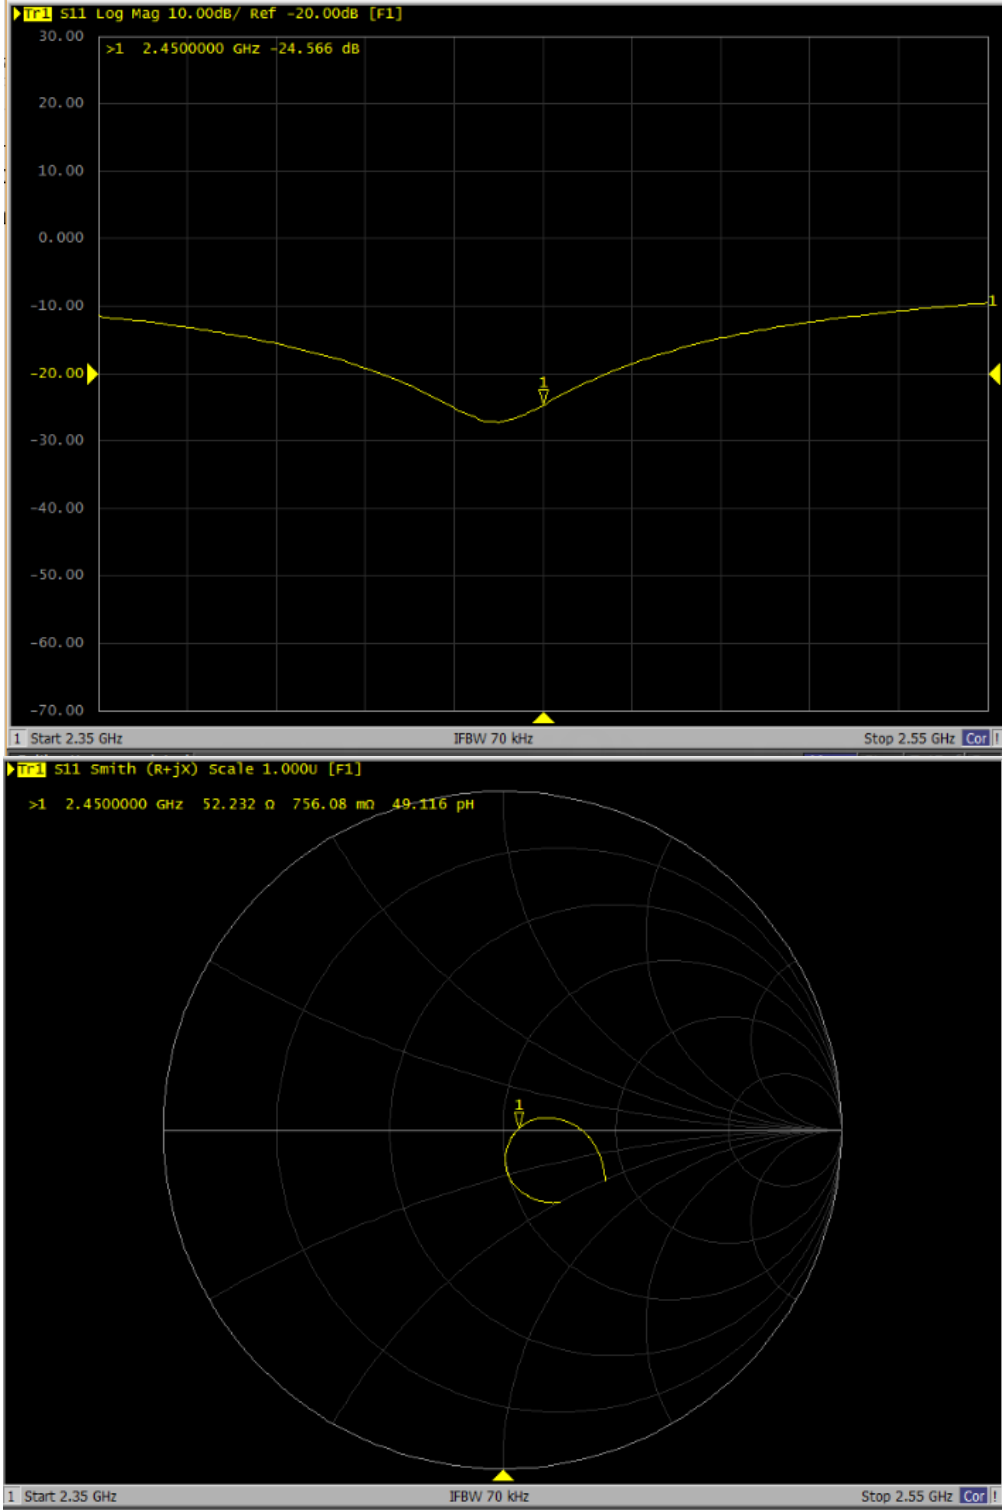 Tr1 S11 Log Mag 10.00dB/ Ref -20.00dB [F1]
30.00
>1 2.4500000 GHz -24.566 dB
20.00
10.00
0.000
-10.00
1
-20.00
1
-30.00
-40.00
-50.00
-60.00
-70.00
1 Start 2.35 GHz IFBW 70 kHz Stop 2.55 GHz Cor !
Tr1 S11 Smith (R+jX) Scale 1.000U [F1]
>1 2.4500000 GHz 52.232 Ω 756.08 mΩ 49.116 pH
1
1 Start 2.35 GHz IFBW 70 kHz Stop 2.55 GHz Cor !